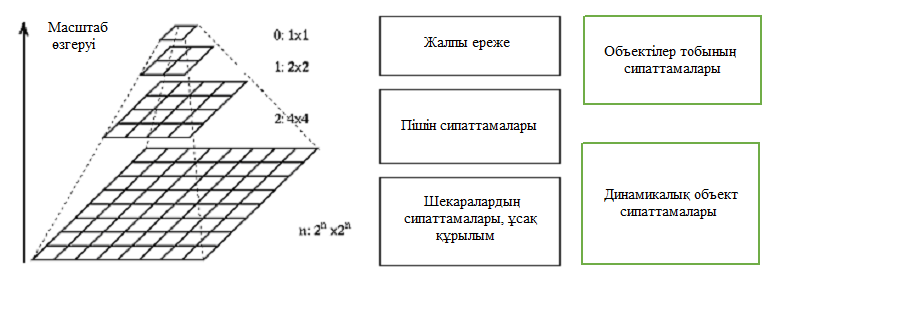 Масштаб
өзгеруі
0: 1x1
1: 2x2
2: 4x4
n: 2ⁿ x2ⁿ
Жалпы ереже
Пішін сипаттамалары
Шекаралардың
сипаттамалары, ұсақ
құрылым
Объектілер тобының
сипаттамалары
Динамикалық объект
сипаттамалары